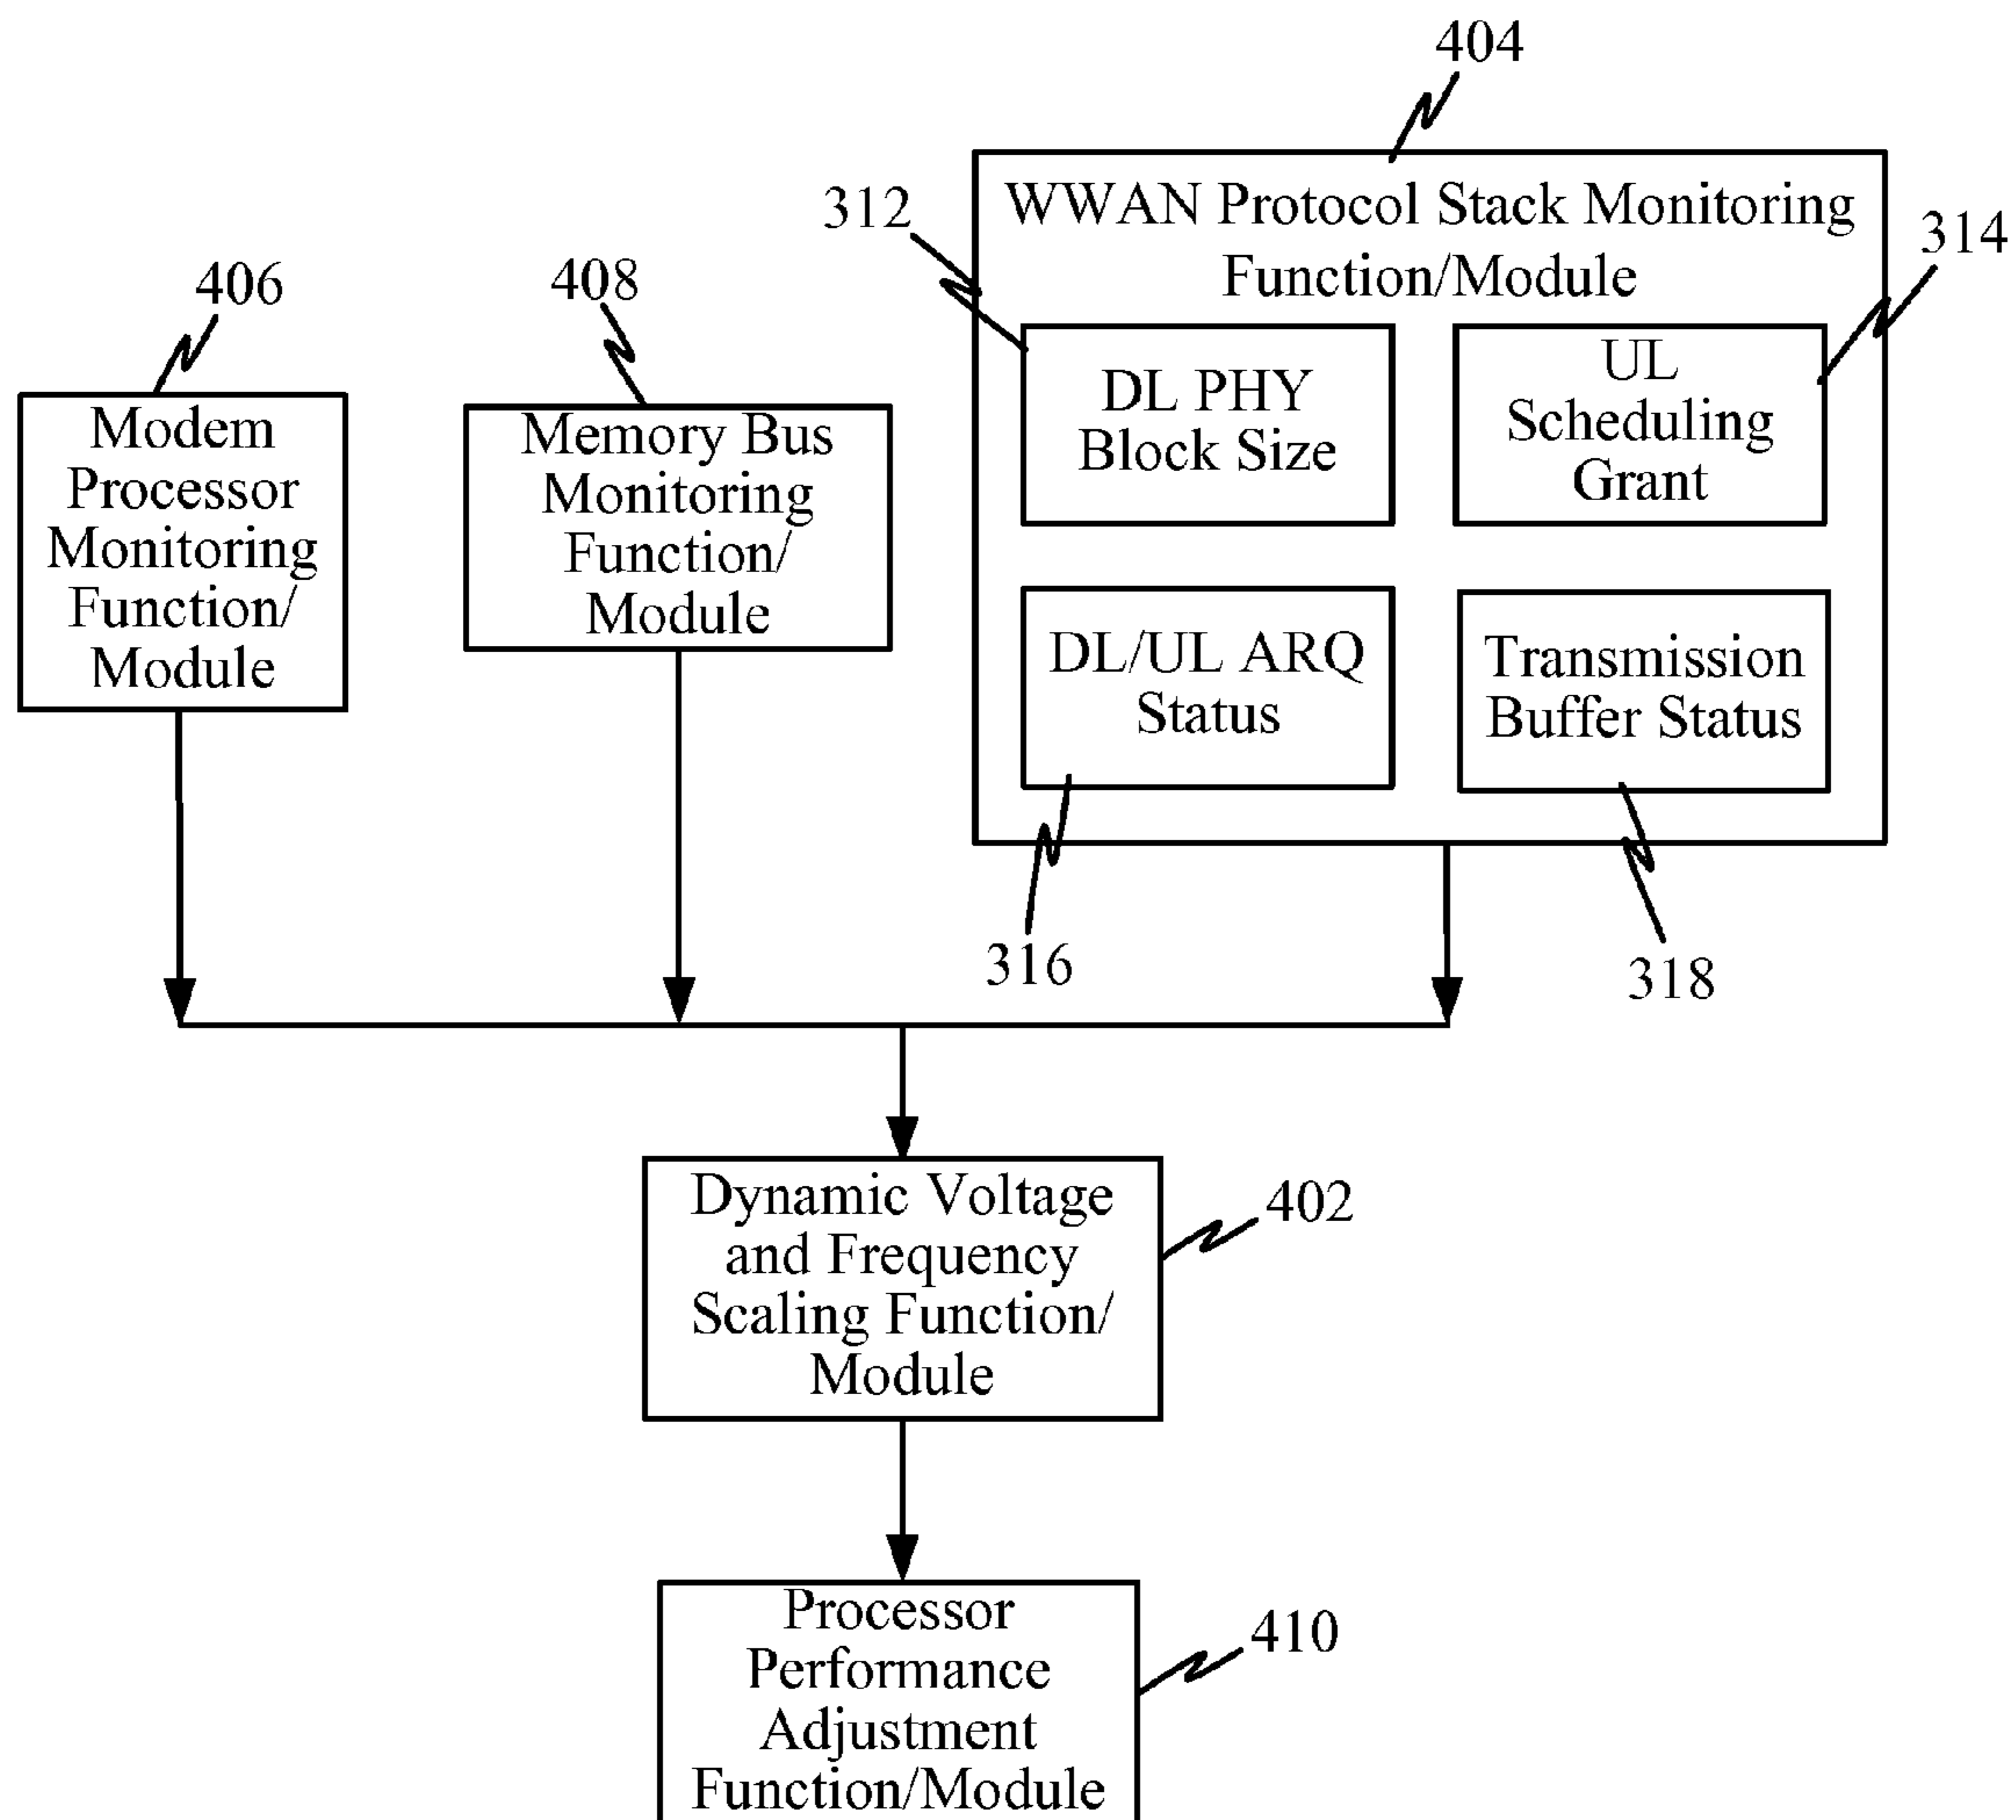 404
312
WWAN Protocol Stack Monitoring
Function/Module
314
406
408
Modem
Processor
Monitoring
Function/
Module
Memory Bus
Monitoring
Function/
Module
DL PHY
Block Size
UL
Scheduling
Grant
DL/UL ARQ
Status
Transmission
Buffer Status
316
318
Dynamic Voltage
and Frequency
Scaling Function/
Module
402
Processor
Performance
Adjustment
Function/Module
410